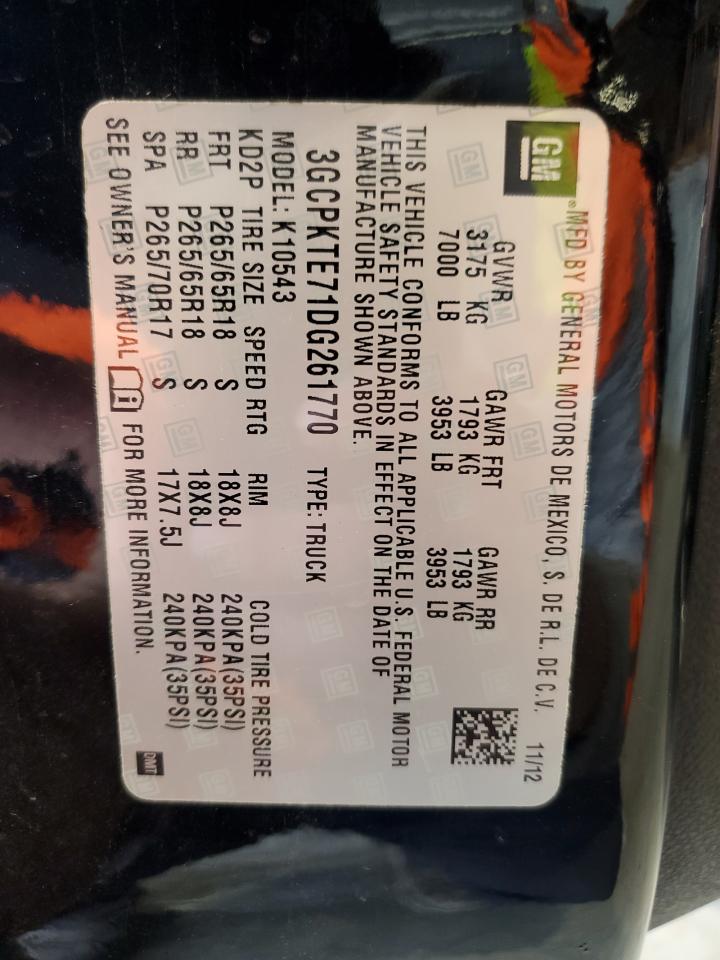 GM
® MFD BY GENERAL MOTORS DE MEXICO, S. DE R.L. DE C.V. 11/12
GVWR GAWR FRT GAWR RR
3175 KG 1793 KG 1793 KG
7000 LB 3953 LB 3953 LB
THIS VEHICLE CONFORMS TO ALL APPLICABLE U.S. FEDERAL MOTOR
VEHICLE SAFETY STANDARDS IN EFFECT ON THE DATE OF
MANUFACTURE SHOWN ABOVE.
3GCPKTE71DG261770 TYPE: TRUCK
MODEL: K10543
KD2P TIRE SIZE SPEED RTG RIM COLD TIRE PRESSURE
FRT P265/65R18 S 18X8J 240KPA(35PSI)
RR P265/65R18 S 18X8J 240KPA(35PSI)
SPA P265/70R17 S 17X7.5J 240KPA(35PSI)
SEE OWNER'S MANUAL FOR MORE INFORMATION.
DMT